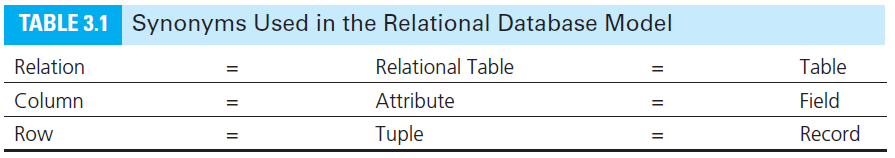 TABLE 3.1 Synonyms Used in the Relational Database Model
Relation = Relational Table = Table
Column = Attribute = Field
Row = Tuple = Record